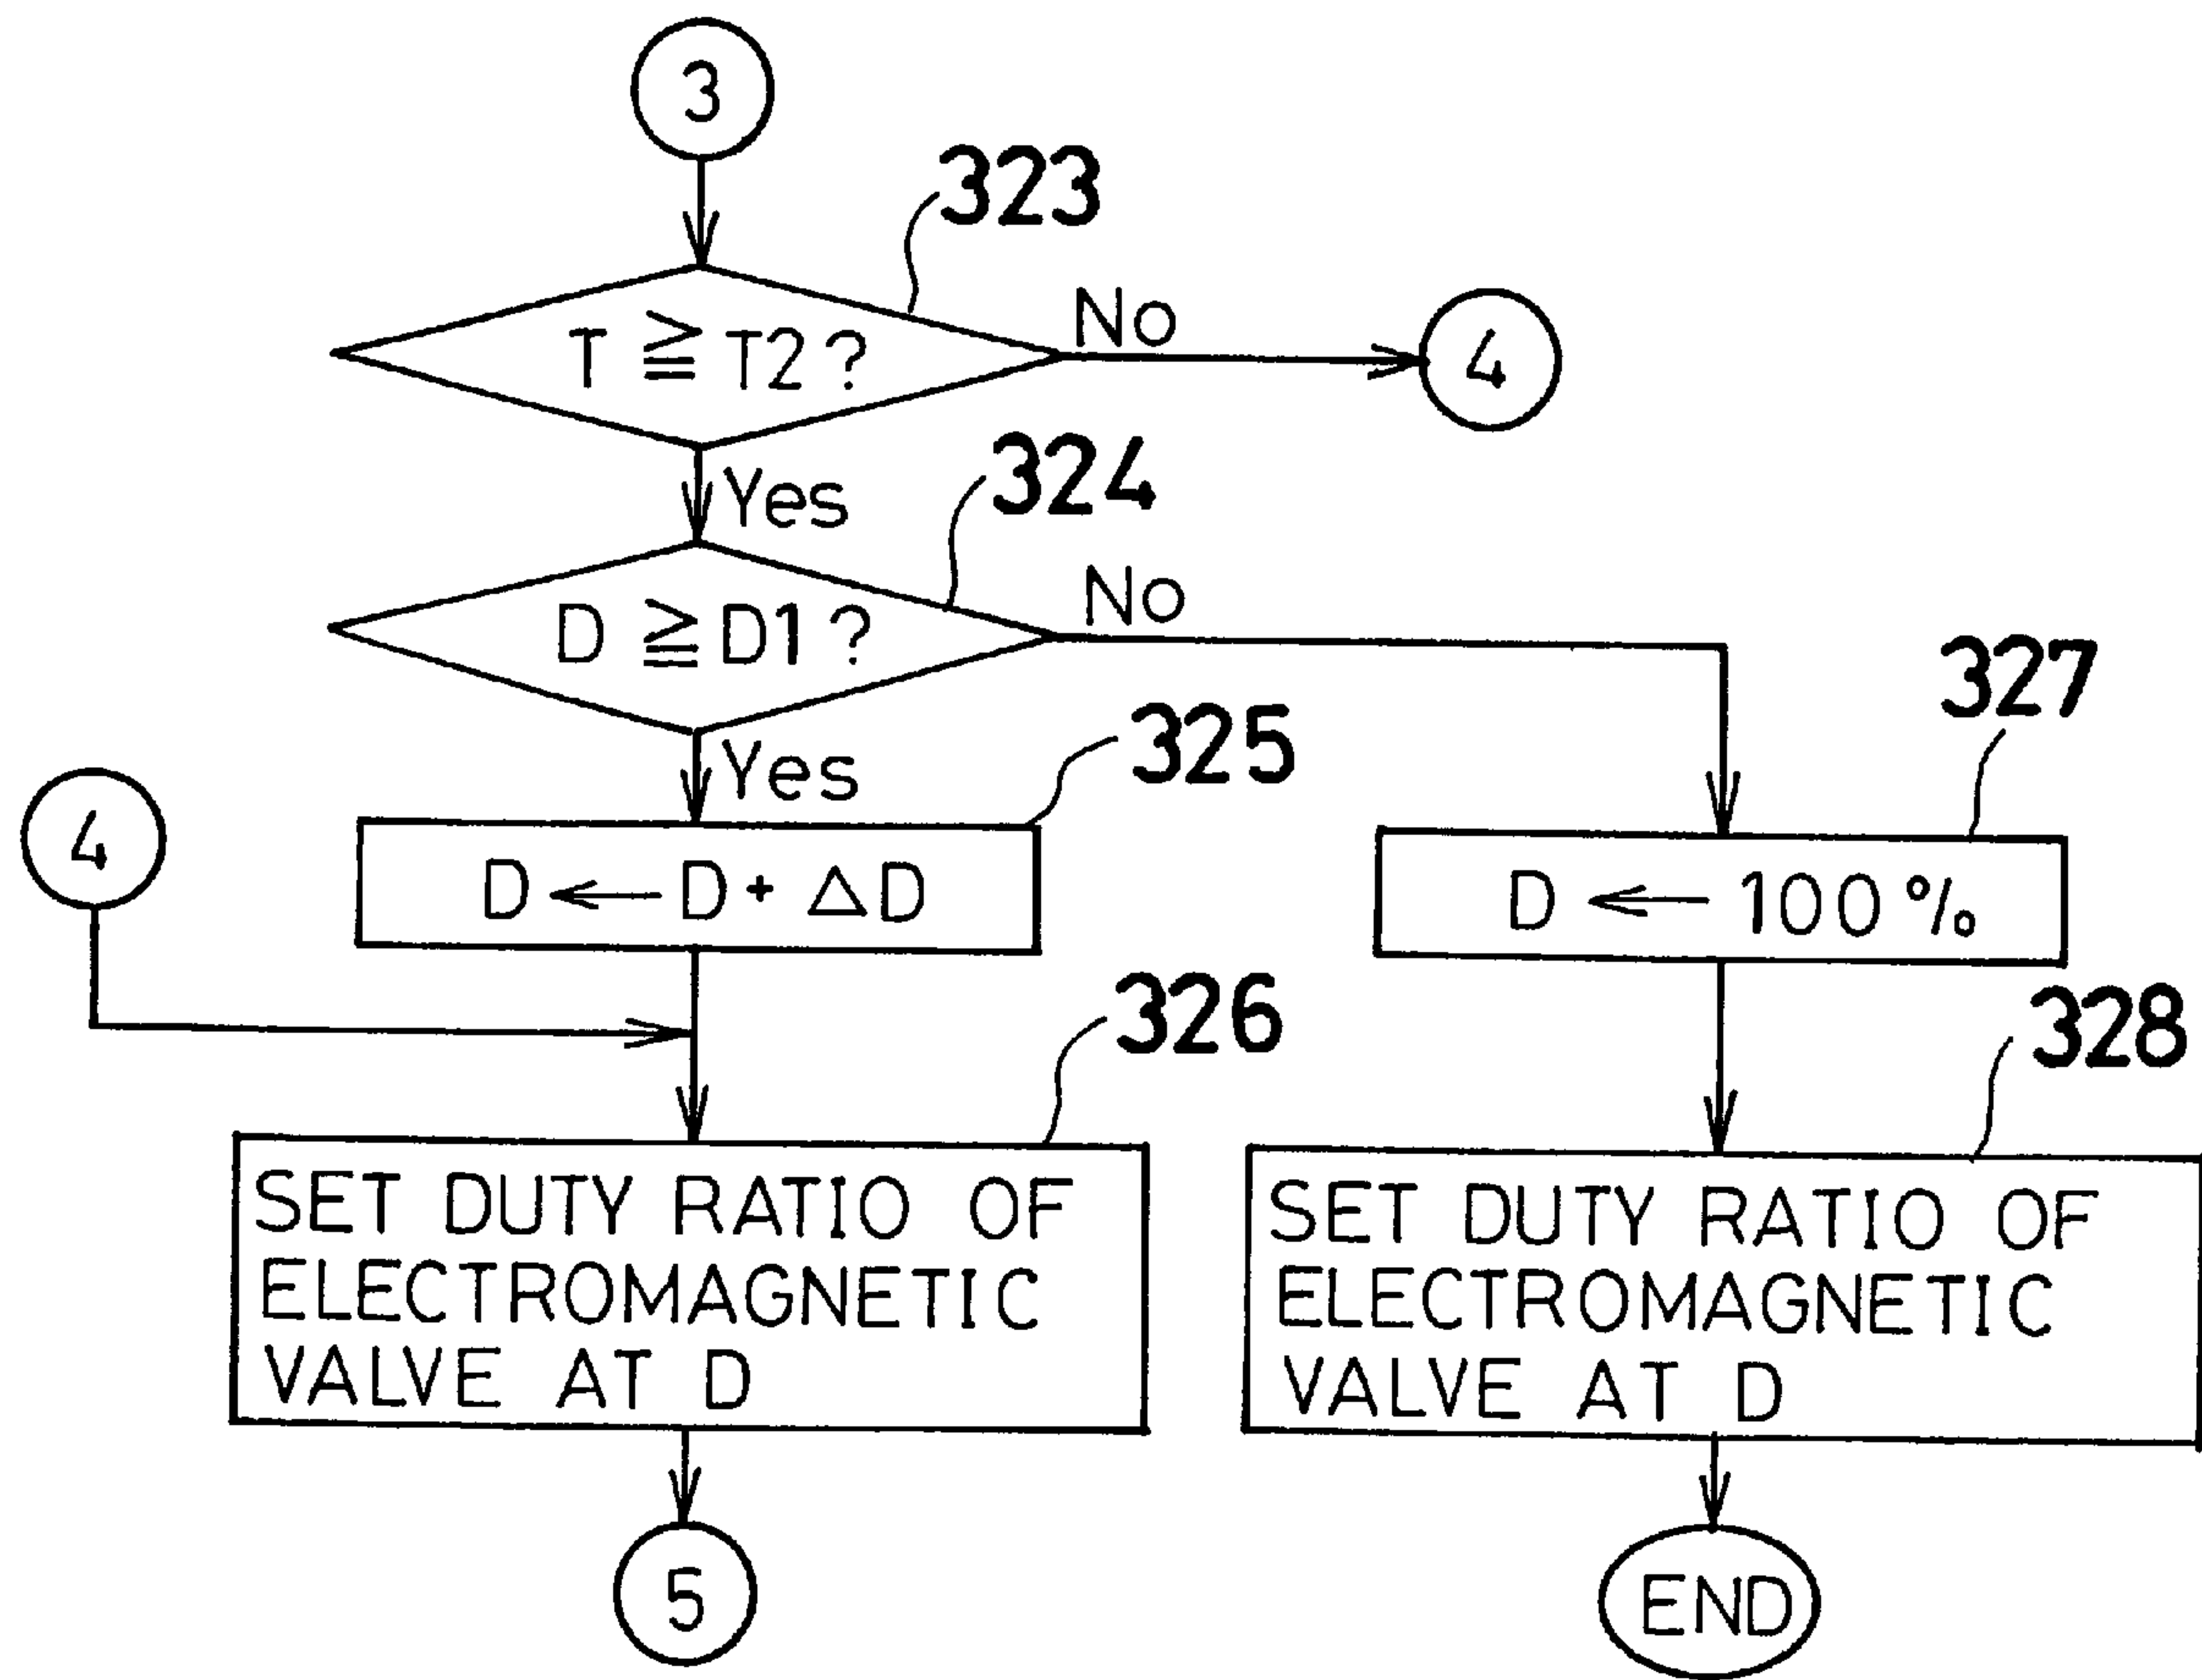 3
323
T ≧ T2 ?
No
4
Yes
324
D ≧ D1 ?
No
327
Yes
325
4
D ← D + △D
D ← 100 %
326
328
SET DUTY RATIO OF
ELECTROMAGNETIC
VALVE AT D
SET DUTY RATIO OF
ELECTROMAGNETIC
VALVE AT D
5
END